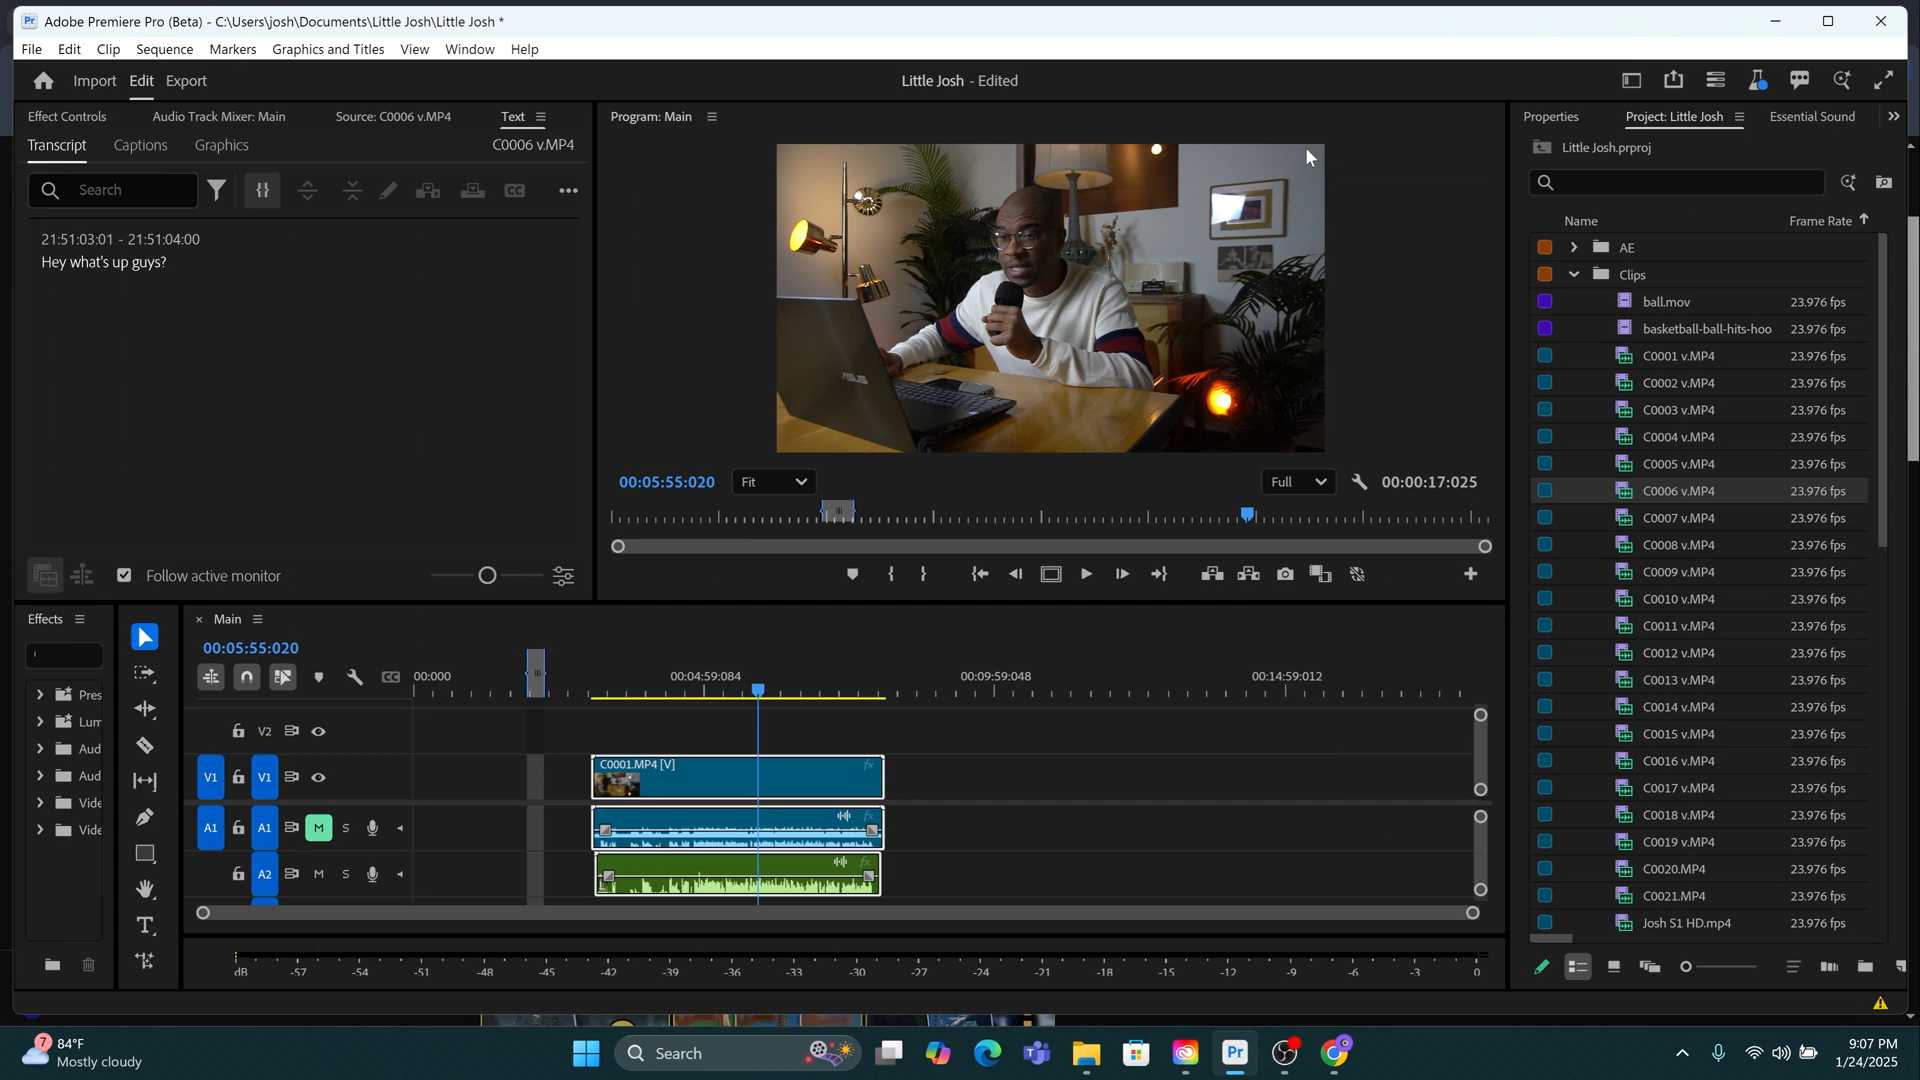 Adobe Premiere Pro (Beta) - C:\Users\josh\Documents\Little Josh\Little Josh *
File Edit Clip Sequence Markers Graphics and Titles View Window Help
Import Edit Export
Little Josh - Edited
Effect Controls Audio Track Mixer: Main Source: C0006 v.MP4 Text
Transcript Captions Graphics C0006 v.MP4
Search
21:51:03:01 - 21:51:04:00
Hey what's up guys?
Follow active monitor
Program: Main
ASUS
00:05:55:020 Fit Full 00:00:17:025
Properties Project: Little Josh Essential Sound
Little Josh.prproj
Name Frame Rate
AE
Clips
ball.mov 23.976 fps
basketball-ball-hits-hoo 23.976 fps
C0001 v.MP4 23.976 fps
C0002 v.MP4 23.976 fps
C0003 v.MP4 23.976 fps
C0004 v.MP4 23.976 fps
C0005 v.MP4 23.976 fps
C0006 v.MP4 23.976 fps
C0007 v.MP4 23.976 fps
C0008 v.MP4 23.976 fps
C0009 v.MP4 23.976 fps
C0010 v.MP4 23.976 fps
C0011 v.MP4 23.976 fps
C0012 v.MP4 23.976 fps
C0013 v.MP4 23.976 fps
C0014 v.MP4 23.976 fps
C0015 v.MP4 23.976 fps
C0016 v.MP4 23.976 fps
C0017 v.MP4 23.976 fps
C0018 v.MP4 23.976 fps
C0019 v.MP4 23.976 fps
C0020.MP4 23.976 fps
C0021.MP4 23.976 fps
Josh S1 HD.mp4 23.976 fps
Effects
Pres
Lum
Aud
Aud
Vide
Vide
Main
00:05:55:020
00:000 00:04:59:084 00:09:59:048 00:14:59:012
V2
V1 V1 C0001.MP4 [V] fx
A1 A1 M S fx
A2 M S fx
dB -57 -54 -51 -48 -45 -42 -39 -36 -33 -30 -27 -24 -21 -18 -15 -12 -9 -6 -3 0
7 84°F
Mostly cloudy
Search
Pr
9:07 PM
1/24/2025